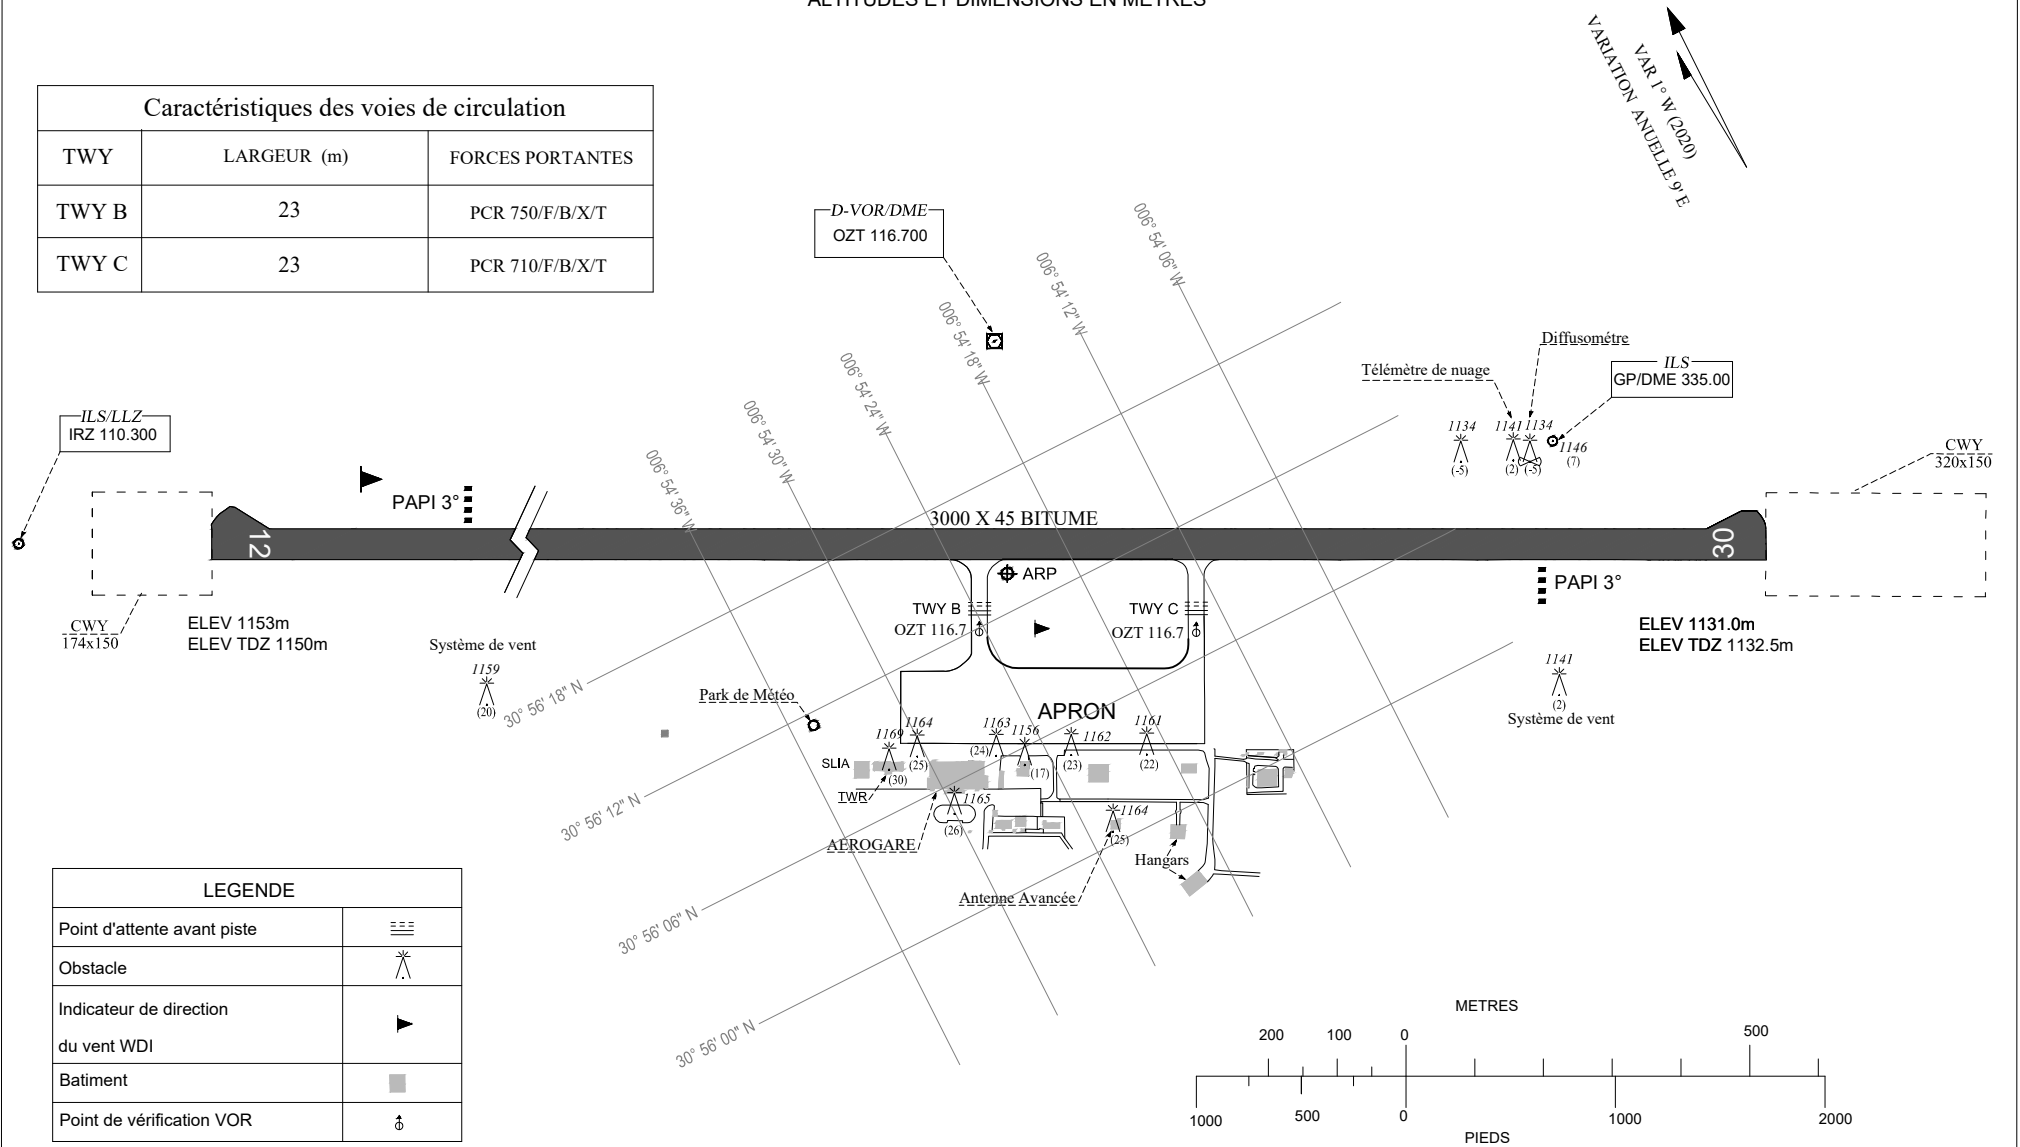 ALTITUDES ET DIMENSIONS EN METRES
VAR 1° W (2020)
VARIATION ANUELLE 9' E
Caractéristiques des voies de circulation
TWY LARGEUR (m) FORCES PORTANTES
TWY B 23 PCR 750/F/B/X/T
TWY C 23 PCR 710/F/B/X/T
D-VOR/DME
OZT 116.700
006° 54' 06" W
006° 54' 12" W
006° 54' 18" W
006° 54' 24" W
006° 54' 30" W
006° 54' 36" W
Diffusométre
Télémètre de nuage
ILS
GP/DME 335.00
1134
(-5)
1141
(2)
1134
(-5)
1146
(7)
CWY
320x150
ILS/LLZ
IRZ 110.300
PAPI 3°
3000 X 45 BITUME
12
30
ARP
PAPI 3°
TWY B
OZT 116.7
TWY C
OZT 116.7
CWY
174x150
ELEV 1153m
ELEV TDZ 1150m
ELEV 1131.0m
ELEV TDZ 1132.5m
Système de vent
1159
(20)
1141
(2)
Système de vent
30° 56' 18" N
30° 56' 12" N
30° 56' 06" N
30° 56' 00" N
Park de Météo
APRON
1169
(30)
1164
(25)
1163
(24)
1156
(17)
1162
(23)
1161
(22)
SLIA
TWR
1165
(26)
1164
(25)
AEROGARE
Hangars
Antenne Avancée
LEGENDE
Point d'attente avant piste
Obstacle
Indicateur de direction
du vent WDI
Batiment
Point de vérification VOR
METRES
200 100 0 500
1000 500 0 1000 2000
PIEDS